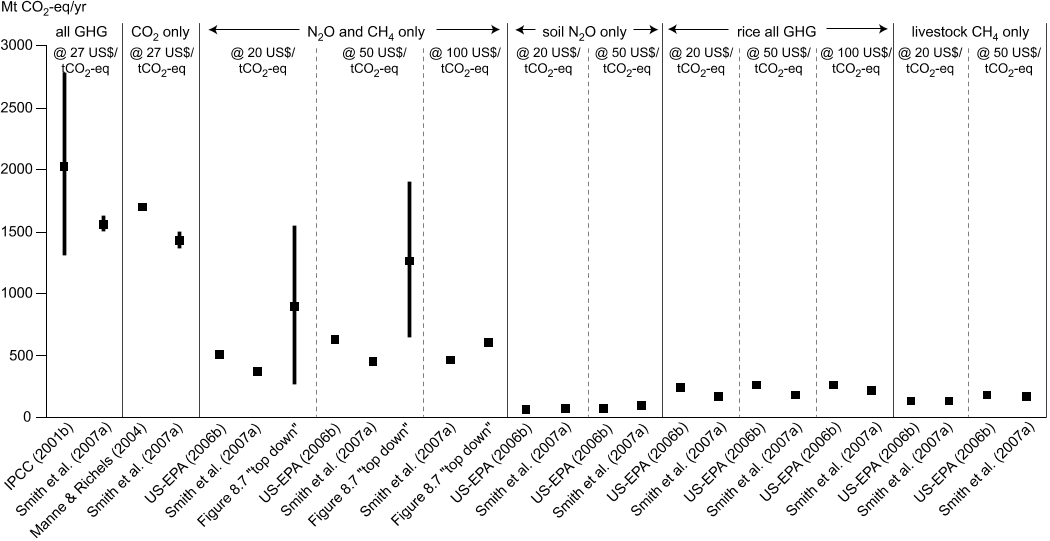 Mt CO₂-eq/yr
all GHG
CO₂ only
N₂O and CH₄ only
soil N₂O only
rice all GHG
livestock CH₄ only
@ 27 US$/
tCO₂-eq
@ 27 US$/
tCO₂-eq
@ 20 US$/
tCO₂-eq
@ 50 US$/
tCO₂-eq
@ 100 US$/
tCO₂-eq
@ 20 US$/
tCO₂-eq
@ 50 US$/
tCO₂-eq
@ 20 US$/
tCO₂-eq
@ 50 US$/
tCO₂-eq
@ 100 US$/
tCO₂-eq
@ 20 US$/
tCO₂-eq
@ 50 US$/
tCO₂-eq
3000
2500
2000
1500
1000
500
0
IPCC (2001b)
Smith et al. (2007a)
Manne & Richels (2004)
Smith et al. (2007a)
US-EPA (2006b)
Smith et al. (2007a)
Figure 8.7 "top down"
US-EPA (2006b)
Smith et al. (2007a)
Figure 8.7 "top down"
Smith et al. (2007a)
Figure 8.7 "top down"
US-EPA (2006b)
Smith et al. (2007a)
US-EPA (2006b)
Smith et al. (2007a)
US-EPA (2006b)
Smith et al. (2007a)
US-EPA (2006b)
Smith et al. (2007a)
US-EPA (2006b)
Smith et al. (2007a)
US-EPA (2006b)
Smith et al. (2007a)
US-EPA (2006b)
Smith et al. (2007a)